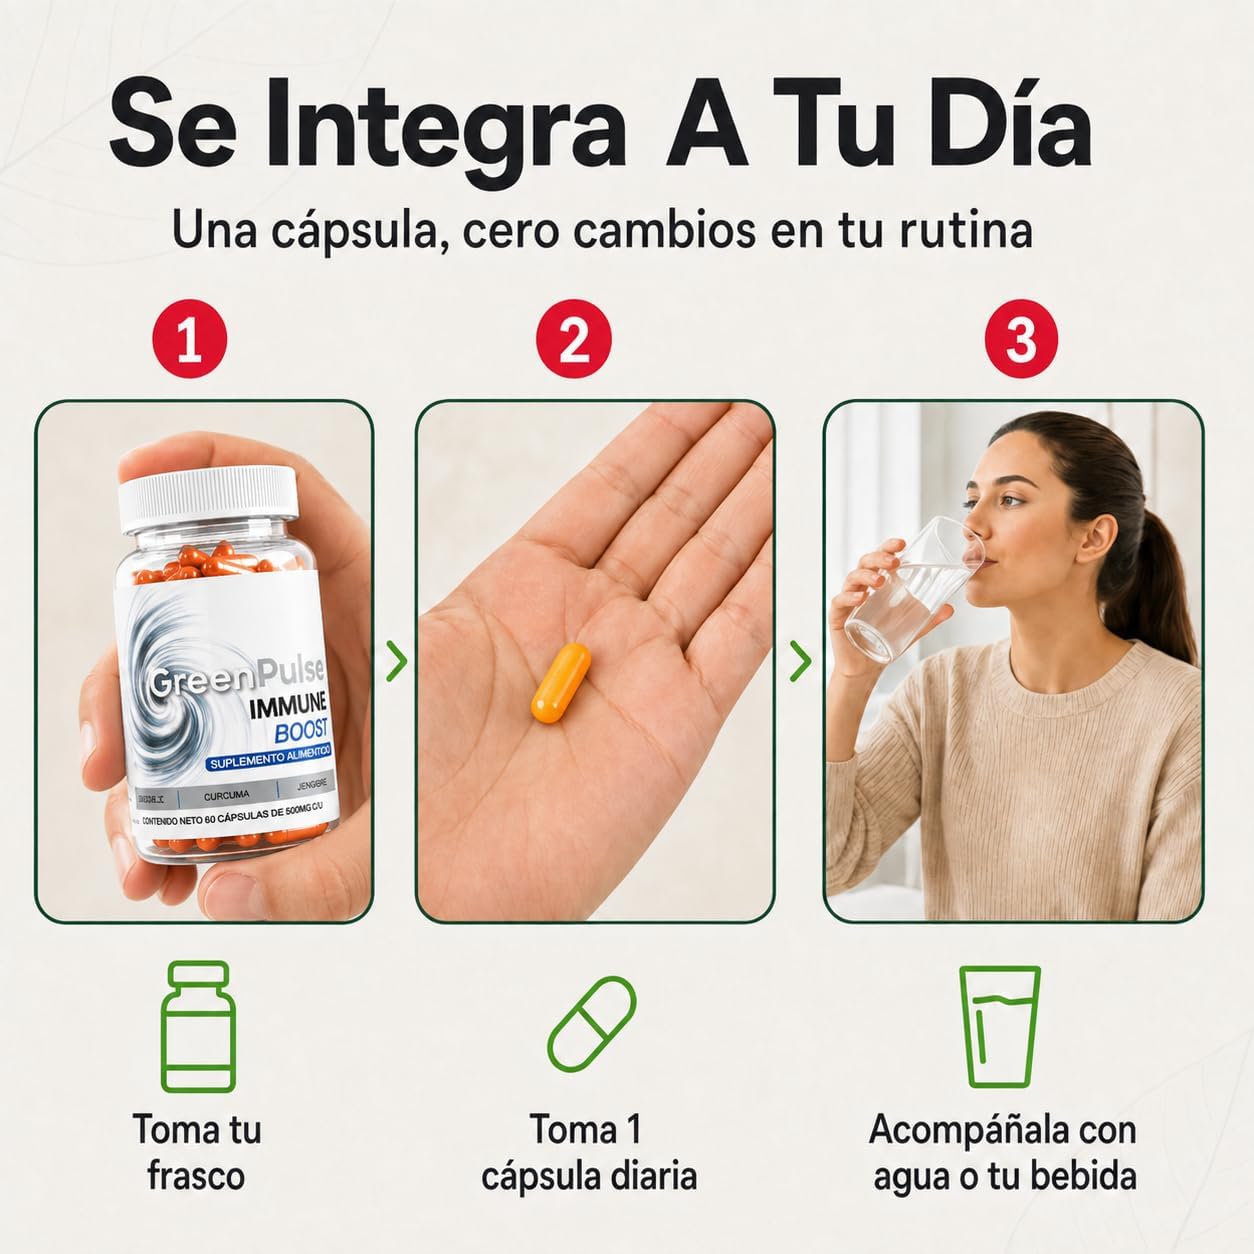 Se Integra A Tu Día
Una cápsula, cero cambios en tu rutina
1
2
3
GreenPulse
IMMUNE
BOOST
SUPLEMENTO ALIMENTICIO
CURCUMA
JENGIBRE
CONTENIDO NETO 60 CÁPSULAS DE 500MG C/U
Toma tu
frasco
Toma 1
cápsula diaria
Acompáñala con
agua o tu bebida